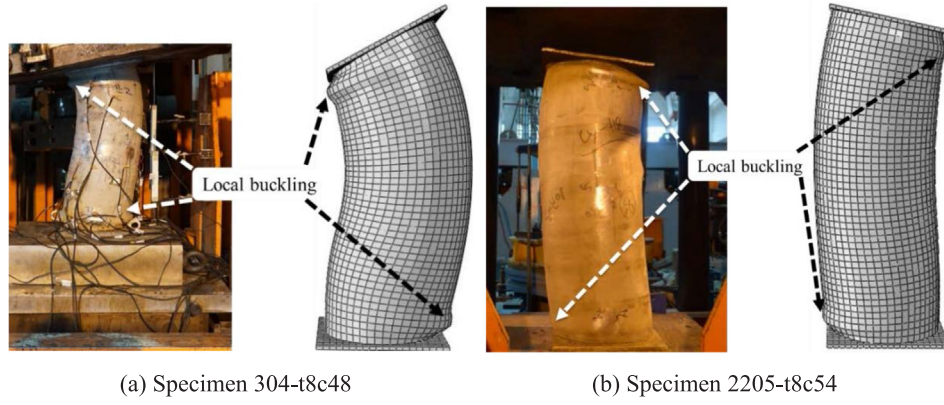 Local buckling
Local buckling
(a) Specimen 304-t8c48
(b) Specimen 2205-t8c54